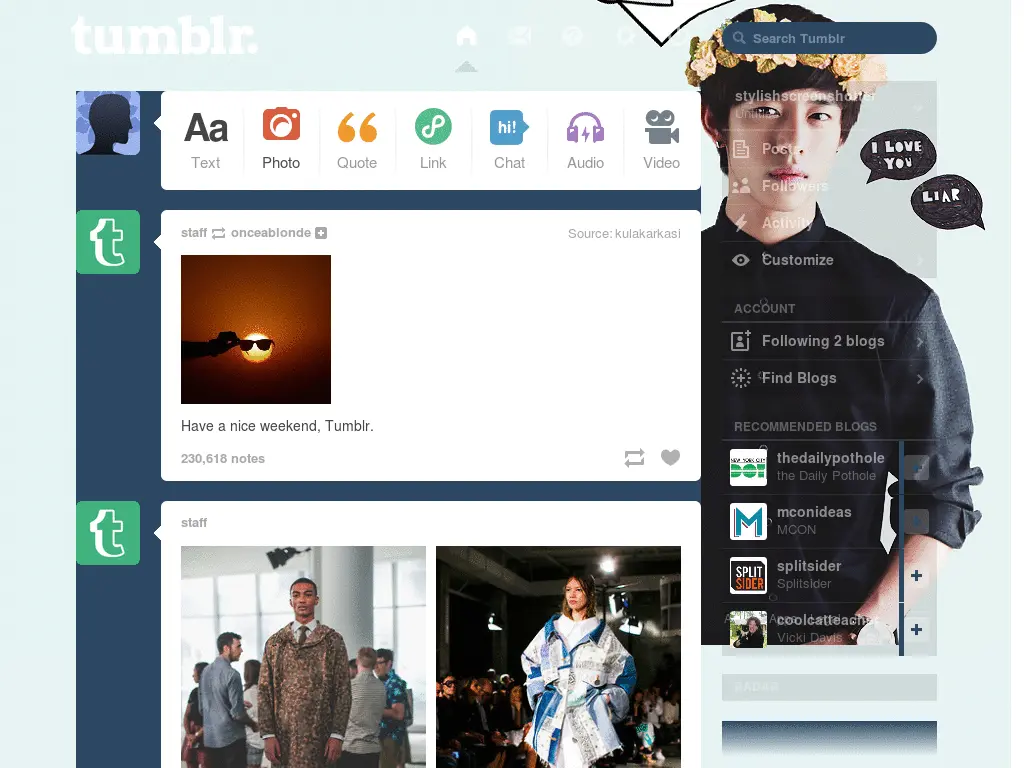 tumblr.
Search Tumblr
Aa
Text
Photo
Quote
Link
hi!
Chat
Audio
Video
staff onceablonde
Source: kulakarkasi
Have a nice weekend, Tumblr.
230,618 notes
staff
stylishscreenshotter
Untitled
Posts
Followers
Activity
Customize
I LOVE
YOU
LIAR
ACCOUNT
Following 2 blogs
Find Blogs
RECOMMENDED BLOGS
NEW YORK CITY
DOT
thedailypothole
the Daily Pothole
M
mconideas
MCON
SPLIT
SIDER
splitsider
Splitsider
coolcatteacher
Vicki Davis
RADAR